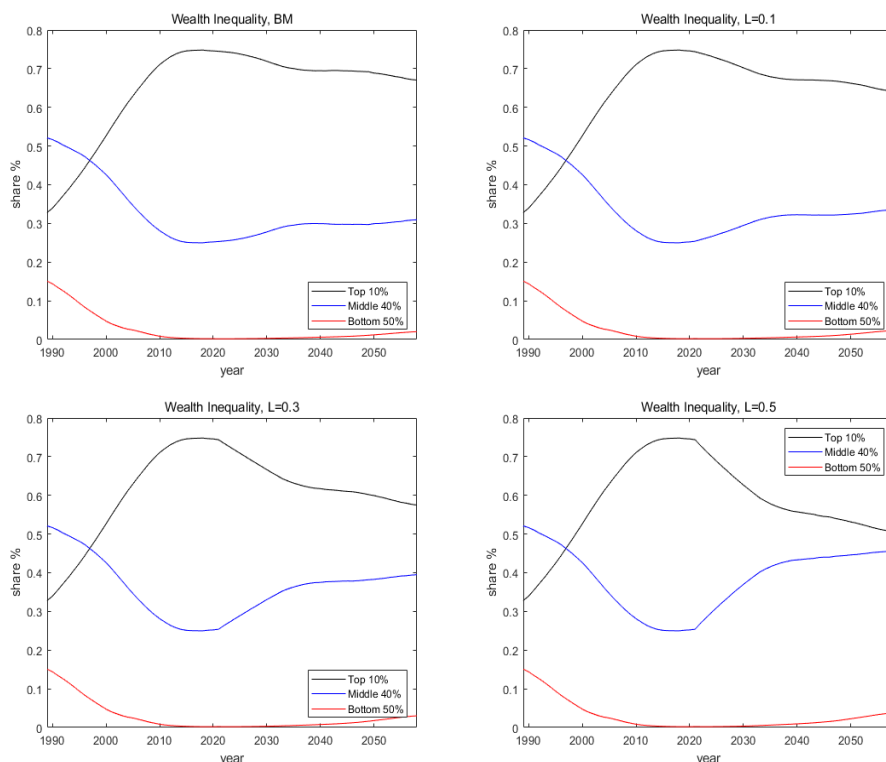 Wealth Inequality, BM
0.8
0.7
0.6
0.5
0.4
0.3
0.2
0.1
0
share %
1990 2000 2010 2020 2030 2040 2050
year
Top 10%
Middle 40%
Bottom 50%
Wealth Inequality, L=0.1
0.8
0.7
0.6
0.5
0.4
0.3
0.2
0.1
0
share %
1990 2000 2010 2020 2030 2040 2050
year
Top 10%
Middle 40%
Bottom 50%
Wealth Inequality, L=0.3
0.8
0.7
0.6
0.5
0.4
0.3
0.2
0.1
0
share %
1990 2000 2010 2020 2030 2040 2050
year
Top 10%
Middle 40%
Bottom 50%
Wealth Inequality, L=0.5
0.8
0.7
0.6
0.5
0.4
0.3
0.2
0.1
0
share %
1990 2000 2010 2020 2030 2040 2050
year
Top 10%
Middle 40%
Bottom 50%